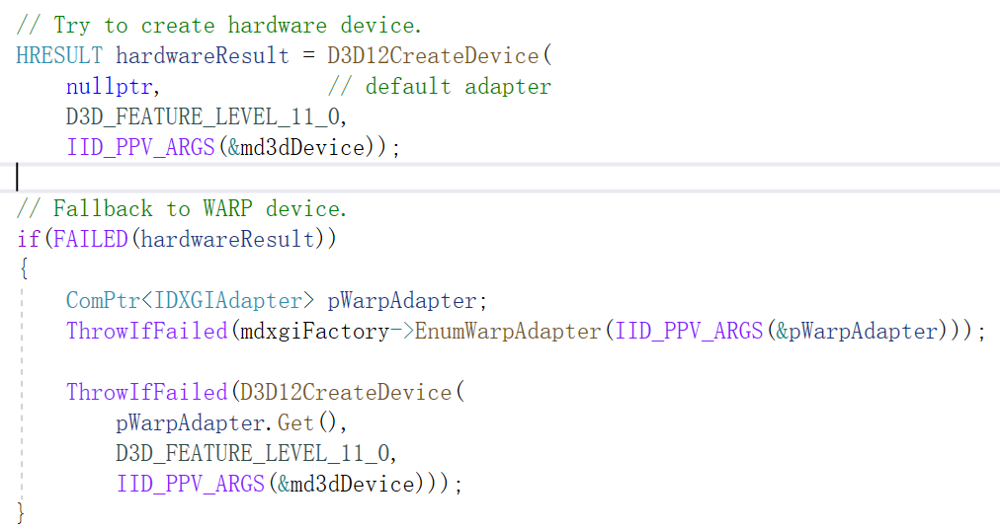 // Try to create hardware device.
HRESULT hardwareResult = D3D12CreateDevice(
    nullptr,             // default adapter
    D3D_FEATURE_LEVEL_11_0,
    IID_PPV_ARGS(&md3dDevice));

// Fallback to WARP device.
if(FAILED(hardwareResult))
{
    ComPtr<IDXGIAdapter> pWarpAdapter;
    ThrowIfFailed(mdxgiFactory->EnumWarpAdapter(IID_PPV_ARGS(&pWarpAdapter)));

    ThrowIfFailed(D3D12CreateDevice(
        pWarpAdapter.Get(),
        D3D_FEATURE_LEVEL_11_0,
        IID_PPV_ARGS(&md3dDevice)));
}